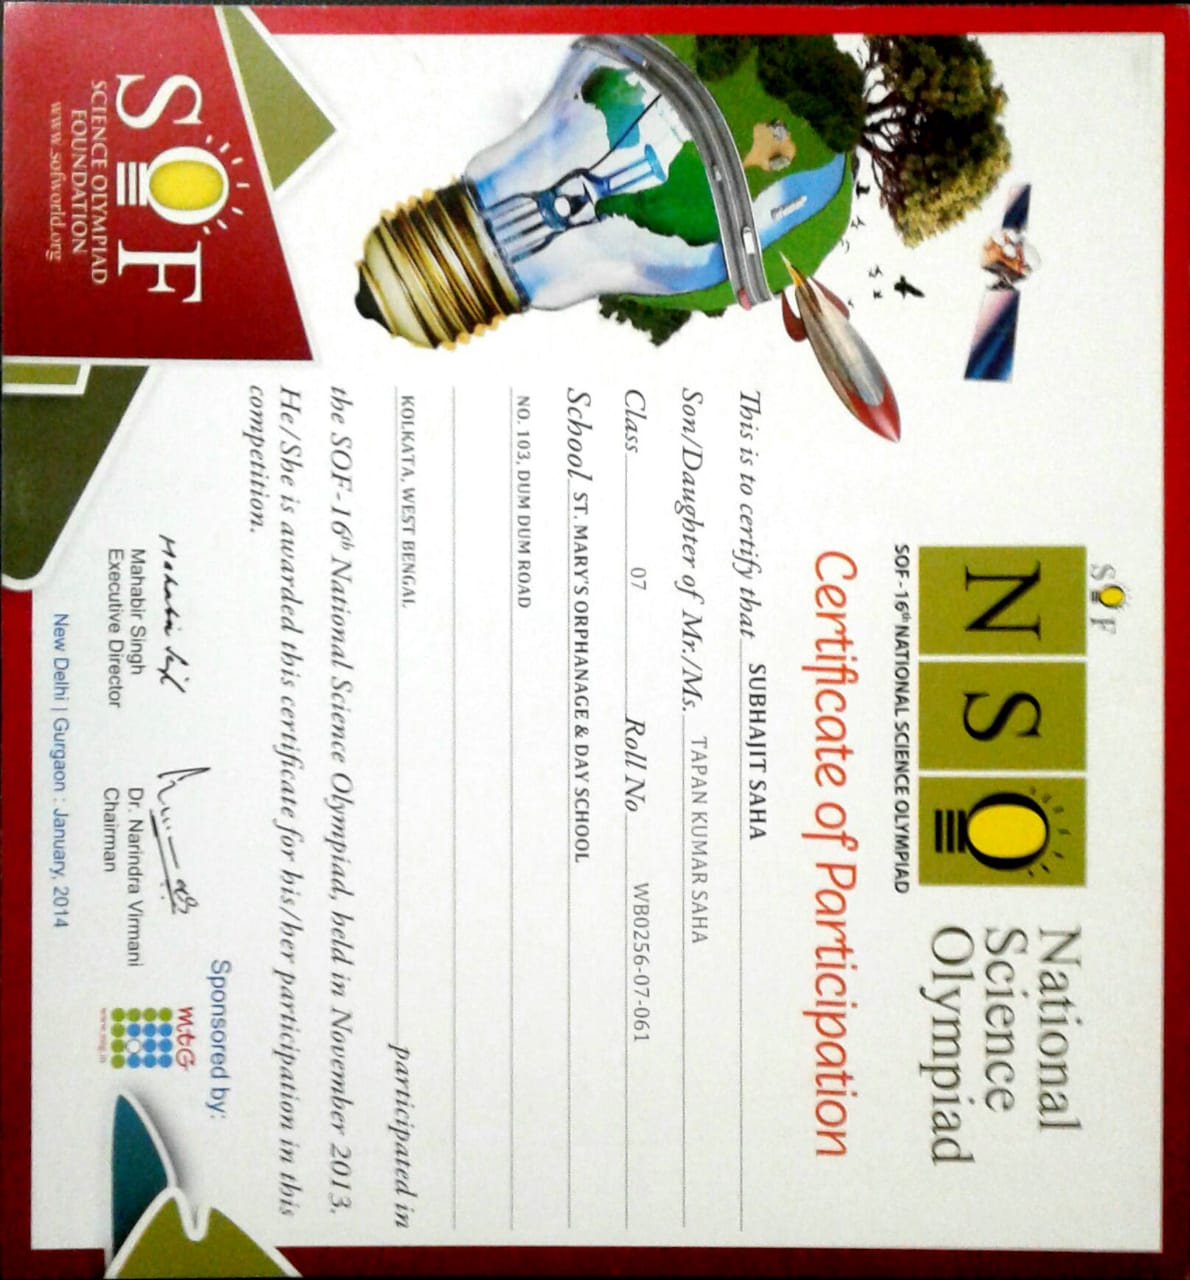 SOF
NSO
National
Science
Olympiad
SOF-16th NATIONAL SCIENCE OLYMPIAD
Certificate of Participation
This is to certify that SUBHAJIT SAHA
Son/Daughter of Mr./Ms. TAPAN KUMAR SAHA
Class 07 Roll No WB0256-07-061
School ST. MARY'S ORPHANAGE & DAY SCHOOL
NO. 103, DUM DUM ROAD
KOLKATA, WEST BENGAL participated in
the SOF-16th National Science Olympiad, held in November 2013.
He/She is awarded this certificate for his/her participation in this
competition.
SOF
SCIENCE OLYMPIAD
FOUNDATION
www.sofworld.org
Mahabir Singh
Mahabir Singh
Executive Director
Dr. Narindra Virmani
Chairman
Sponsored by:
mtG
www.mtg.in
New Delhi | Gurgaon : January, 2014